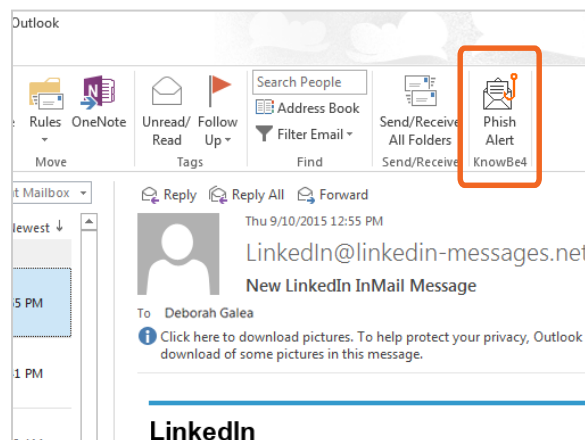 Outlook
Search People
Address Book
Filter Email
Rules
OneNote
Unread/
Read
Follow
Up
Send/Receive
All Folders
Phish
Alert
Move
Tags
Find
Send/Receive
KnowBe4
t Mailbox
Reply
Reply All
Forward
Newest ↓
Thu 9/10/2015 12:55 PM
LinkedIn@linkedin-messages.net
New LinkedIn InMail Message
5 PM
To Deborah Galea
Click here to download pictures. To help protect your privacy, Outlook
download of some pictures in this message.
1 PM
LinkedIn